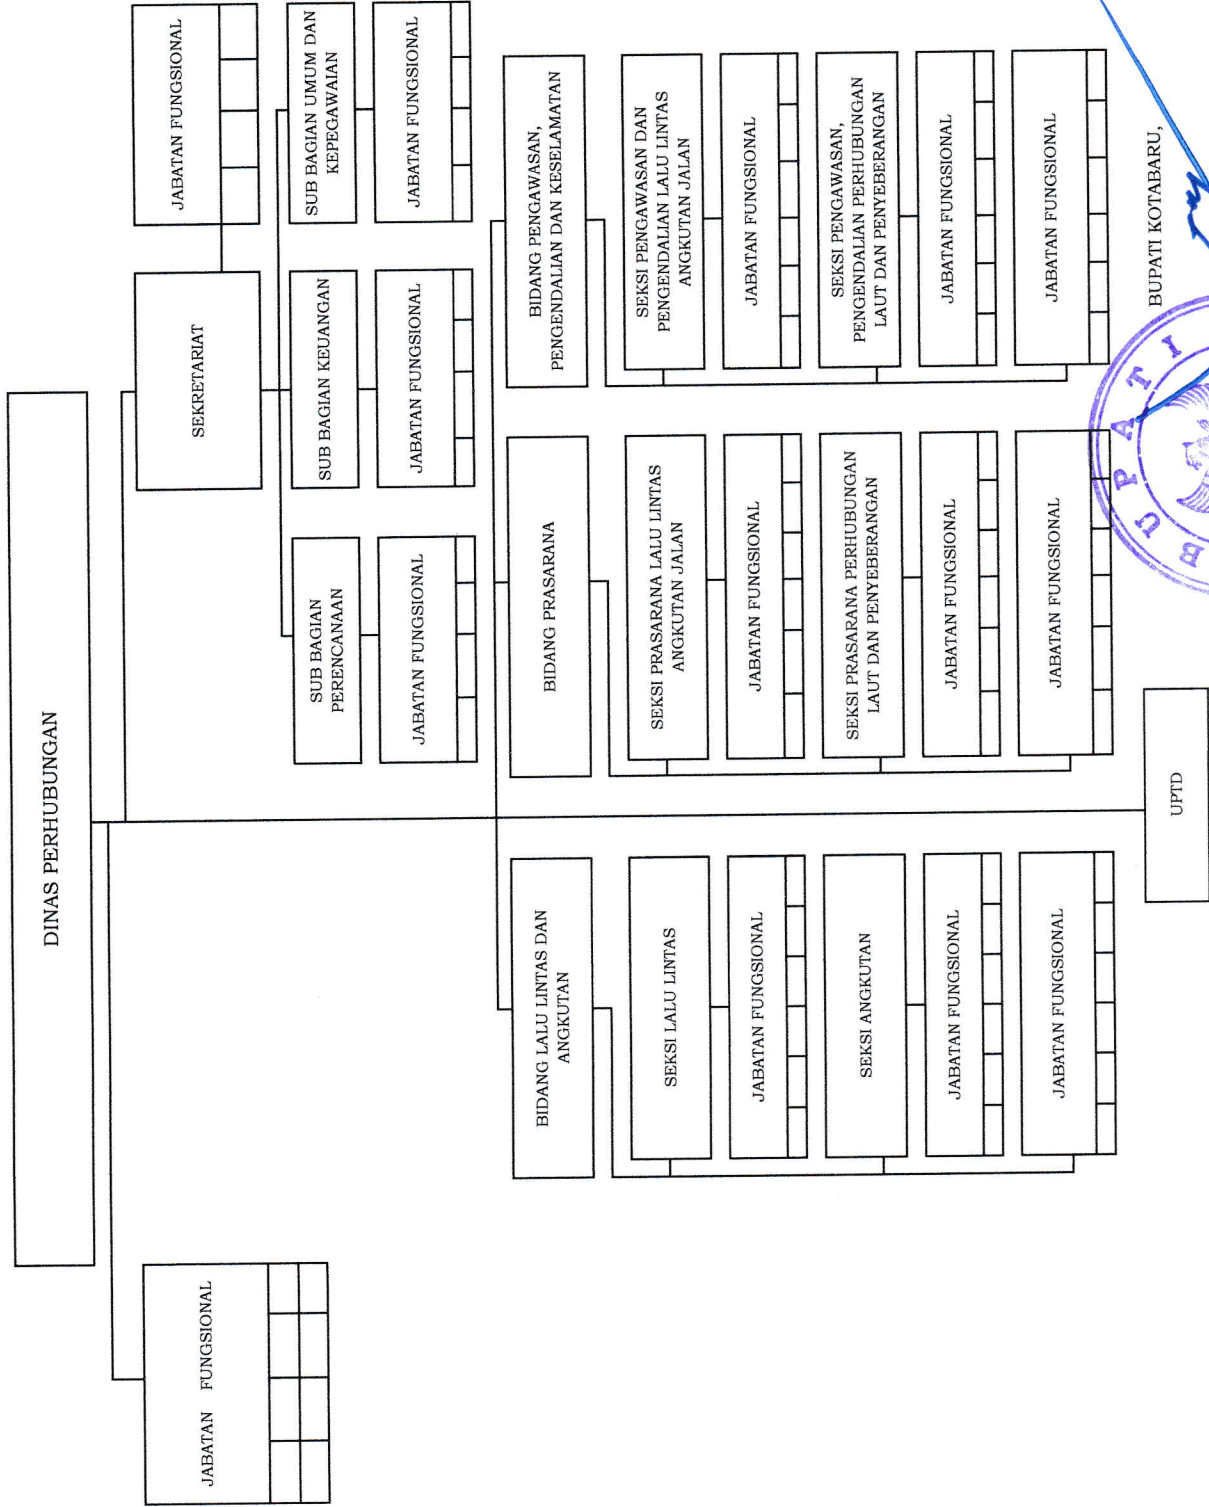 DINAS PERHUBUNGAN
JABATAN FUNGSIONAL
SEKRETARIAT
JABATAN FUNGSIONAL
SUB BAGIAN
PERENCANAAN
SUB BAGIAN KEUANGAN
SUB BAGIAN UMUM DAN
KEPEGAWAIAN
JABATAN FUNGSIONAL
JABATAN FUNGSIONAL
JABATAN FUNGSIONAL
BIDANG LALU LINTAS DAN
ANGKUTAN
SEKSI LALU LINTAS
JABATAN FUNGSIONAL
SEKSI ANGKUTAN
JABATAN FUNGSIONAL
JABATAN FUNGSIONAL
BIDANG PRASARANA
SEKSI PRASARANA LALU LINTAS
ANGKUTAN JALAN
JABATAN FUNGSIONAL
SEKSI PRASARANA PERHUBUNGAN
LAUT DAN PENYEBERANGAN
JABATAN FUNGSIONAL
JABATAN FUNGSIONAL
BIDANG PENGAWASAN,
PENGENDALIAN DAN KESELAMATAN
SEKSI PENGAWASAN DAN
PENGENDALIAN LALU LINTAS
ANGKUTAN JALAN
JABATAN FUNGSIONAL
SEKSI PENGAWASAN,
PENGENDALIAN PERHUBUNGAN
LAUT DAN PENYEBERANGAN
JABATAN FUNGSIONAL
JABATAN FUNGSIONAL
UPTD
BUPATI KOTABARU,
BUPATI